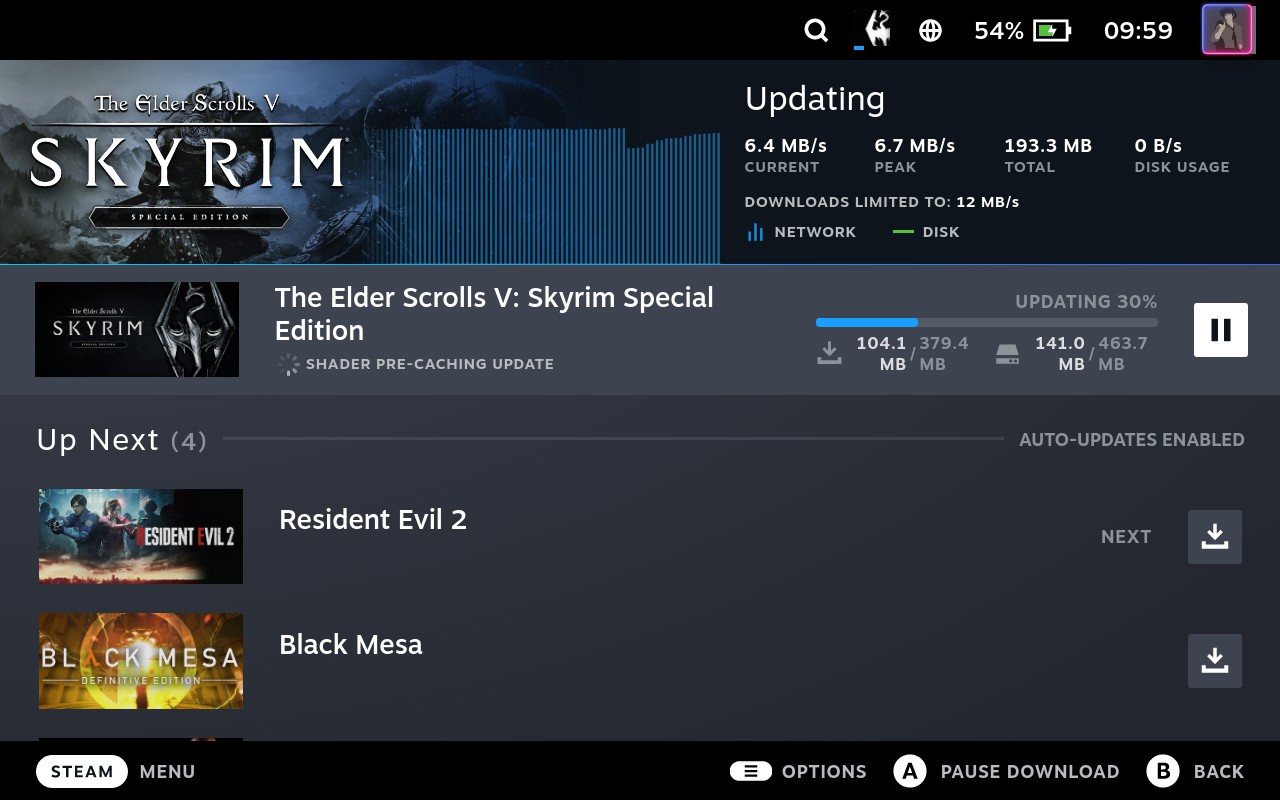 54%
09:59
The Elder Scrolls V
SKYRIM
SPECIAL EDITION
Updating
6.4 MB/s
CURRENT
6.7 MB/s
PEAK
193.3 MB
TOTAL
0 B/s
DISK USAGE
DOWNLOADS LIMITED TO: 12 MB/s
NETWORK
DISK
The Elder Scrolls V
SKYRIM
SPECIAL EDITION
The Elder Scrolls V: Skyrim Special
Edition
SHADER PRE-CACHING UPDATE
UPDATING 30%
104.1 / 379.4
MB MB
141.0 / 463.7
MB MB
Up Next (4)
AUTO-UPDATES ENABLED
RESIDENT EVIL 2
Resident Evil 2
NEXT
BLACK MESA
DEFINITIVE EDITION
Black Mesa
STEAM MENU
OPTIONS
A PAUSE DOWNLOAD
B BACK